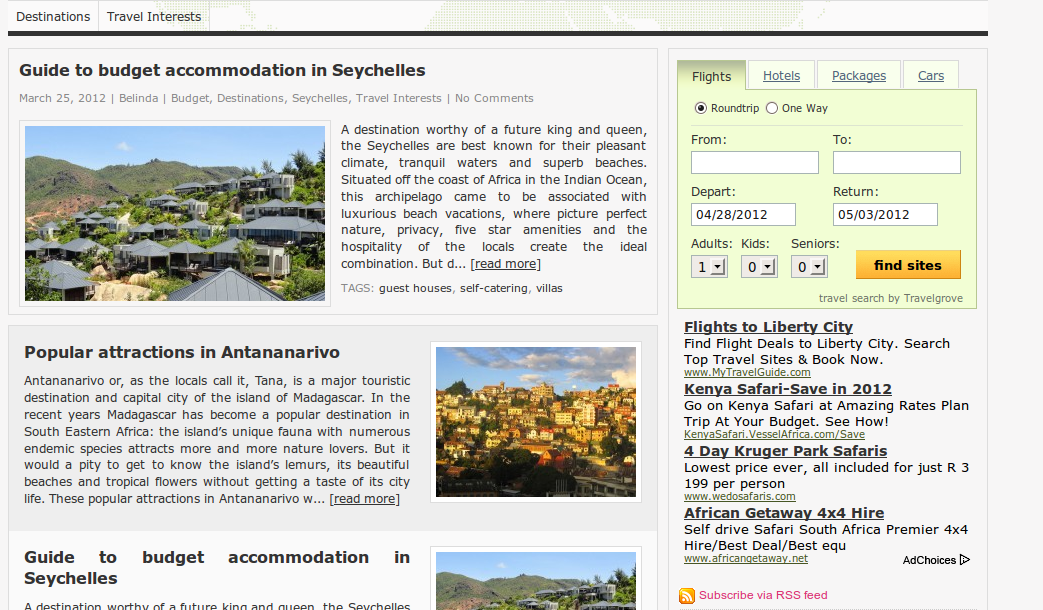 Destinations
Travel Interests
Guide to budget accommodation in Seychelles
March 25, 2012 | Belinda | Budget, Destinations, Seychelles, Travel Interests | No Comments
A destination worthy of a future king and queen,
the Seychelles are best known for their pleasant
climate, tranquil waters and superb beaches.
Situated off the coast of Africa in the Indian Ocean,
this archipelago came to be associated with
luxurious beach vacations, where picture perfect
nature, privacy, five star amenities and the
hospitality of the locals create the ideal
combination. But d... [read more]
TAGS: guest houses, self-catering, villas
Popular attractions in Antananarivo
Antananarivo or, as the locals call it, Tana, is a major touristic
destination and capital city of the island of Madagascar. In the
recent years Madagascar has become a popular destination in
South Eastern Africa: the island's unique fauna with numerous
endemic species attracts more and more nature lovers. But it
would a pity to get to know the island's lemurs, its beautiful
beaches and tropical flowers without getting a taste of its city
life. These popular attractions in Antananarivo w... [read more]
Guide to budget accommodation in
Seychelles
A destination worthy of a future king and queen, the Seychelles
Flights Hotels Packages Cars
Roundtrip One Way
From: To:
Depart: Return:
04/28/2012 05/03/2012
Adults: Kids: Seniors:
1 0 0 find sites
travel search by Travelgrove
Flights to Liberty City
Find Flight Deals to Liberty City. Search
Top Travel Sites & Book Now.
www.MyTravelGuide.com
Kenya Safari-Save in 2012
Go on Kenya Safari at Amazing Rates Plan
Trip At Your Budget. See How!
KenyaSafari.VesselAfrica.com/Save
4 Day Kruger Park Safaris
Lowest price ever, all included for just R 3
199 per person
www.wedosafaris.com
African Getaway 4x4 Hire
Self drive Safari South Africa Premier 4x4
Hire/Best Deal/Best equ
www.africangetaway.net
AdChoices
Subscribe via RSS feed